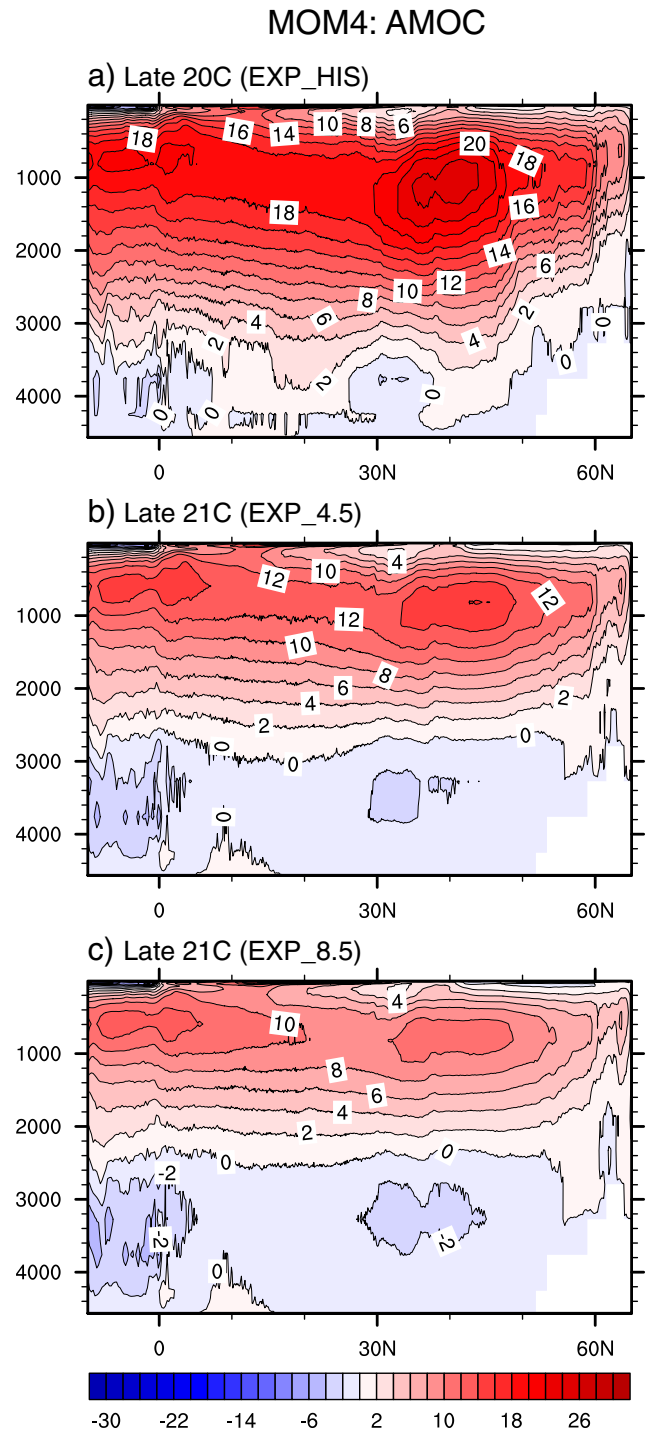 MOM4: AMOC
a) Late 20C (EXP_HIS)
18 16 14 10 8 6 20 18
1000
18 16
2000
14
8 10 12 6
3000
4 6 4 2 0
2 2 0
4000
0 0 0
0 30N 60N
b) Late 21C (EXP_4.5)
12 10 4
1000
12 12
10 8
2000
6 4 2
2 0
3000
0 0
4000
0
0 30N 60N
c) Late 21C (EXP_8.5)
4
10
1000
8 6
2000
4
2
-2 0 0
3000
-2 -2
4000
0
0 30N 60N
-30 -22 -14 -6 2 10 18 26